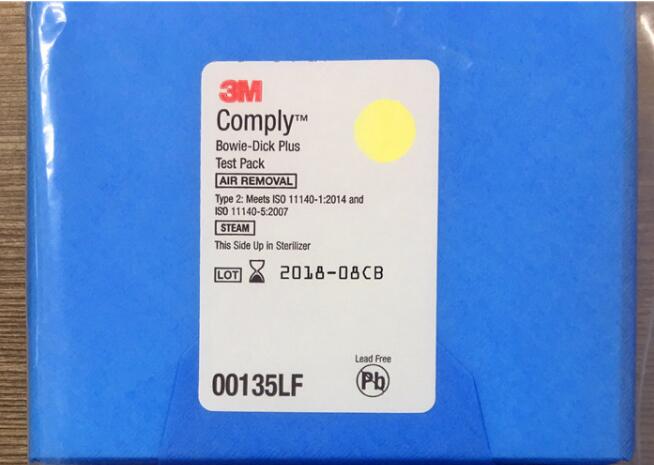 3M
Comply™
Bowie-Dick Plus
Test Pack
AIR REMOVAL
Type 2: Meets ISO 11140-1:2014 and
ISO 11140-5:2007
STEAM
This Side Up in Sterilizer
LOT 2018-08CB
Lead Free
00135LF Pb